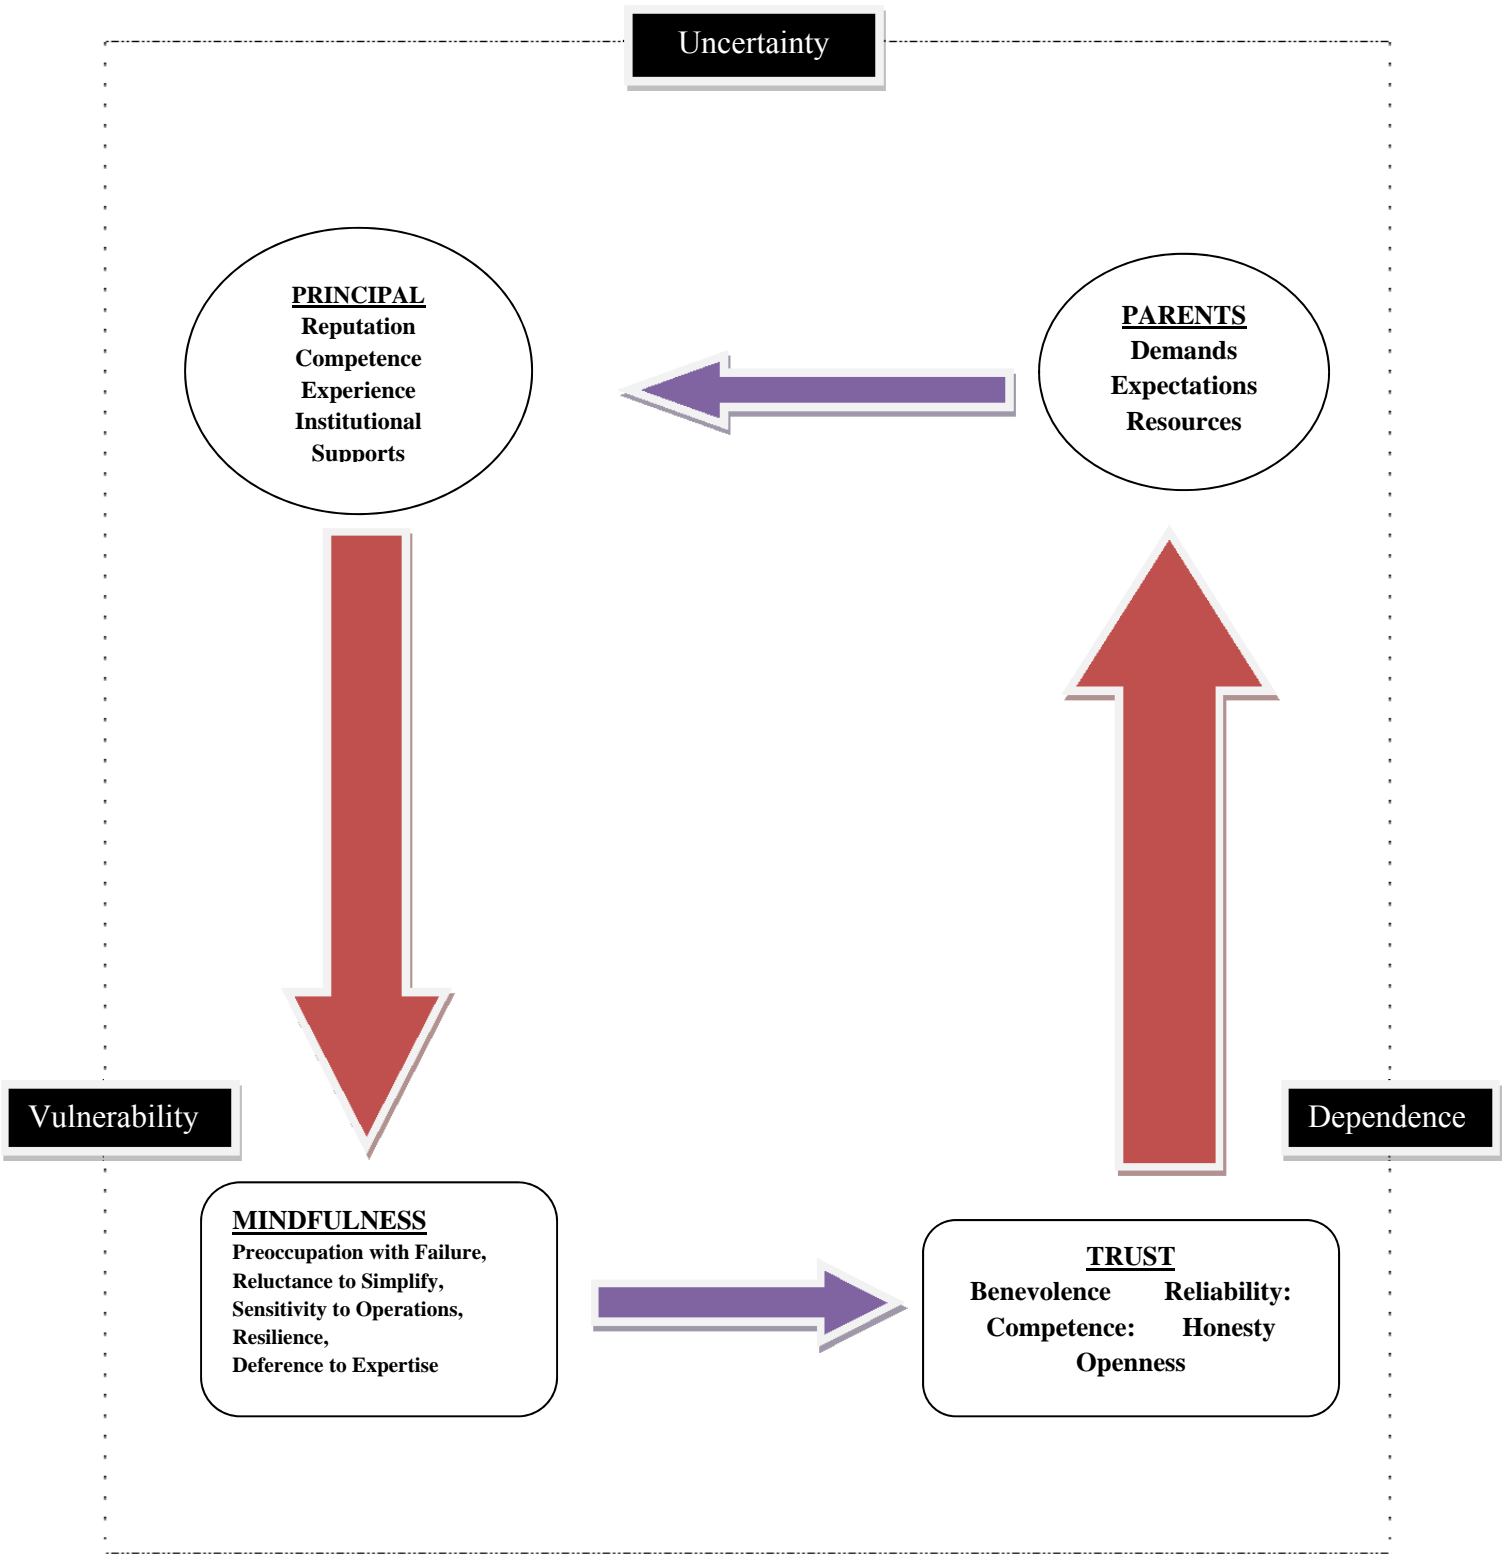 Uncertainty
PRINCIPAL
Reputation
Competence
Experience
Institutional
Supports
PARENTS
Demands
Expectations
Resources
Vulnerability
Dependence
MINDFULNESS
Preoccupation with Failure,
Reluctance to Simplify,
Sensitivity to Operations,
Resilience,
Deference to Expertise
TRUST
Benevolence Reliability:
Competence: Honesty
Openness